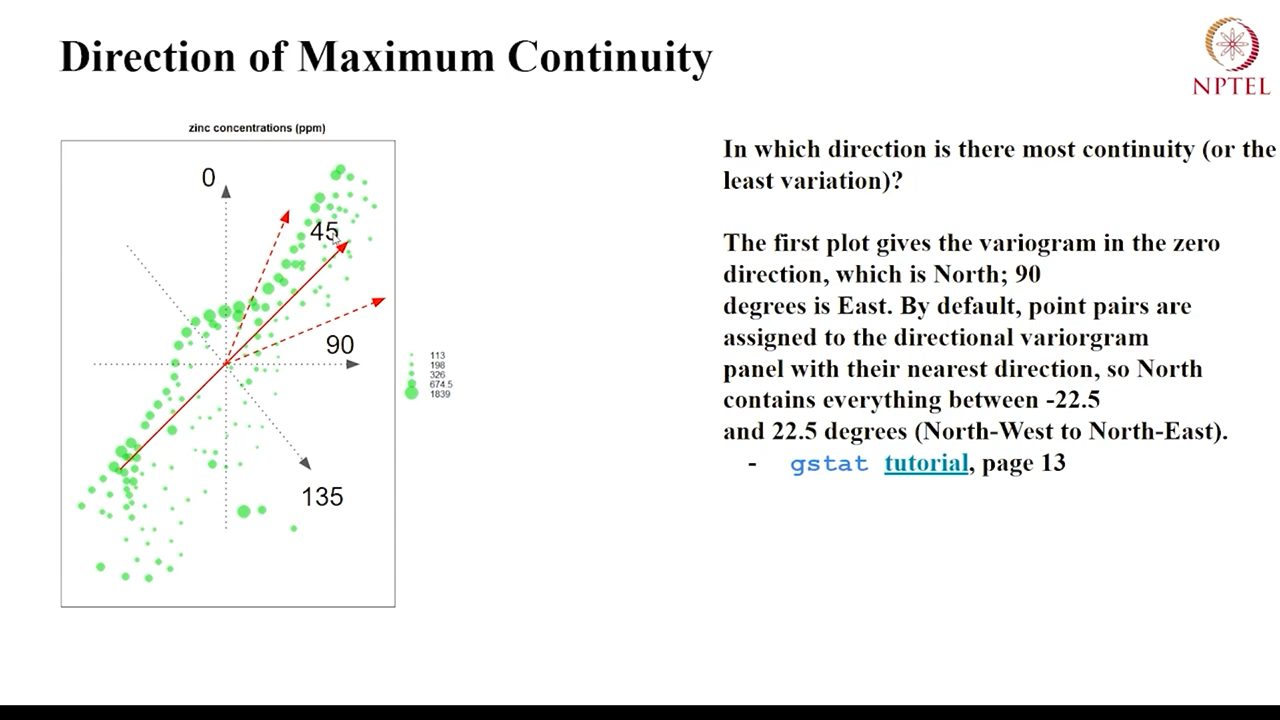 Direction of Maximum Continuity
NPTEL
zinc concentrations (ppm)
0
45
90
135
113
198
326
674.5
1839
In which direction is there most continuity (or the
least variation)?
The first plot gives the variogram in the zero
direction, which is North; 90
degrees is East. By default, point pairs are
assigned to the directional variorgram
panel with their nearest direction, so North
contains everything between -22.5
and 22.5 degrees (North-West to North-East).
- gstat tutorial, page 13